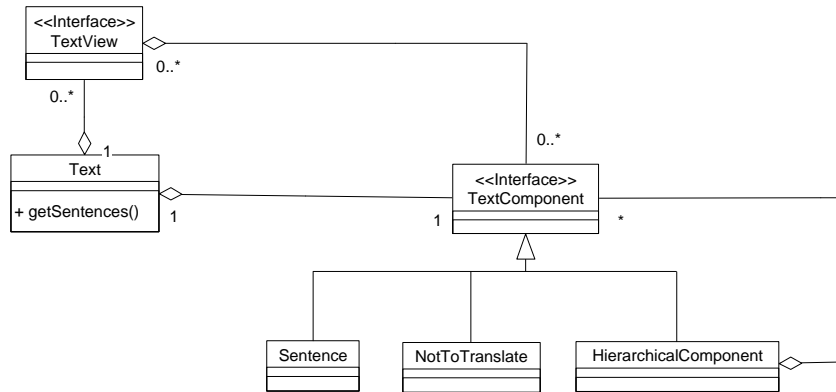 <<Interface>>
TextView
0..*
0..*
1
Text
+ getSentences()
1
0..*
<<Interface>>
TextComponent
1
*
Sentence
NotToTranslate
HierarchicalComponent